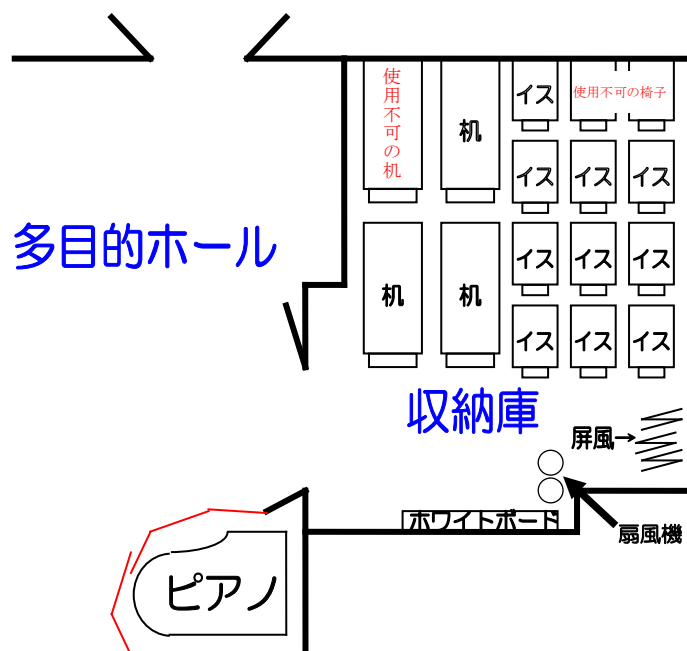 使用不可の机
机
イス
使用不可の椅子
イス
イス
イス
多目的ホール
机
机
イス
イス
イス
イス
イス
イス
収納庫
屏風→
ホワイトボード
扇風機
ピアノ